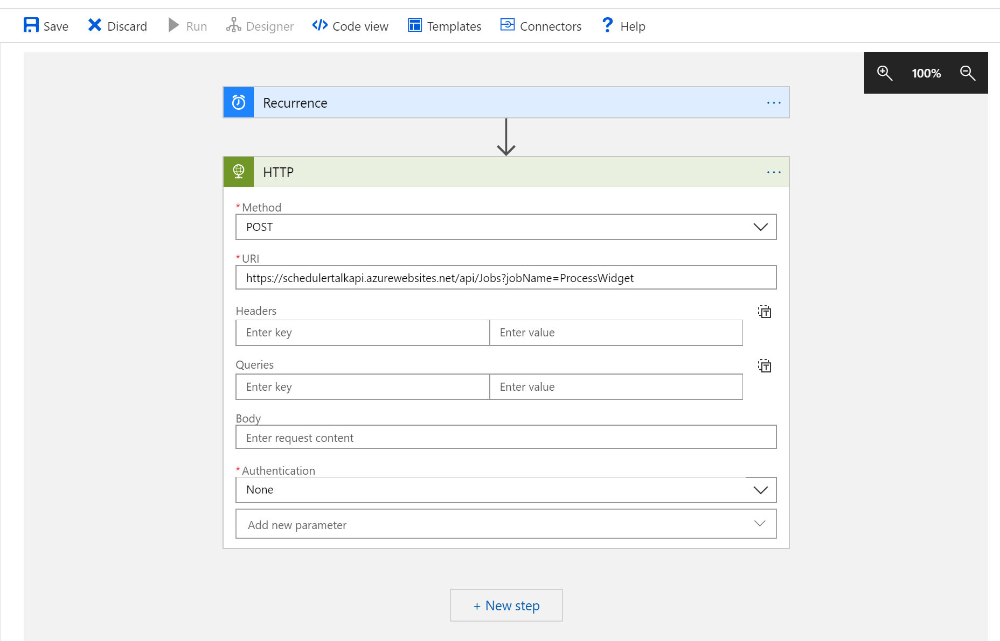 Save Discard Run Designer Code view Templates Connectors Help
100%
Recurrence
HTTP
* Method
POST
* URI
https://schedulertalkapi.azurewebsites.net/api/Jobs?jobName=ProcessWidget
Headers
Enter key Enter value
Queries
Enter key Enter value
Body
Enter request content
* Authentication
None
Add new parameter
+ New step